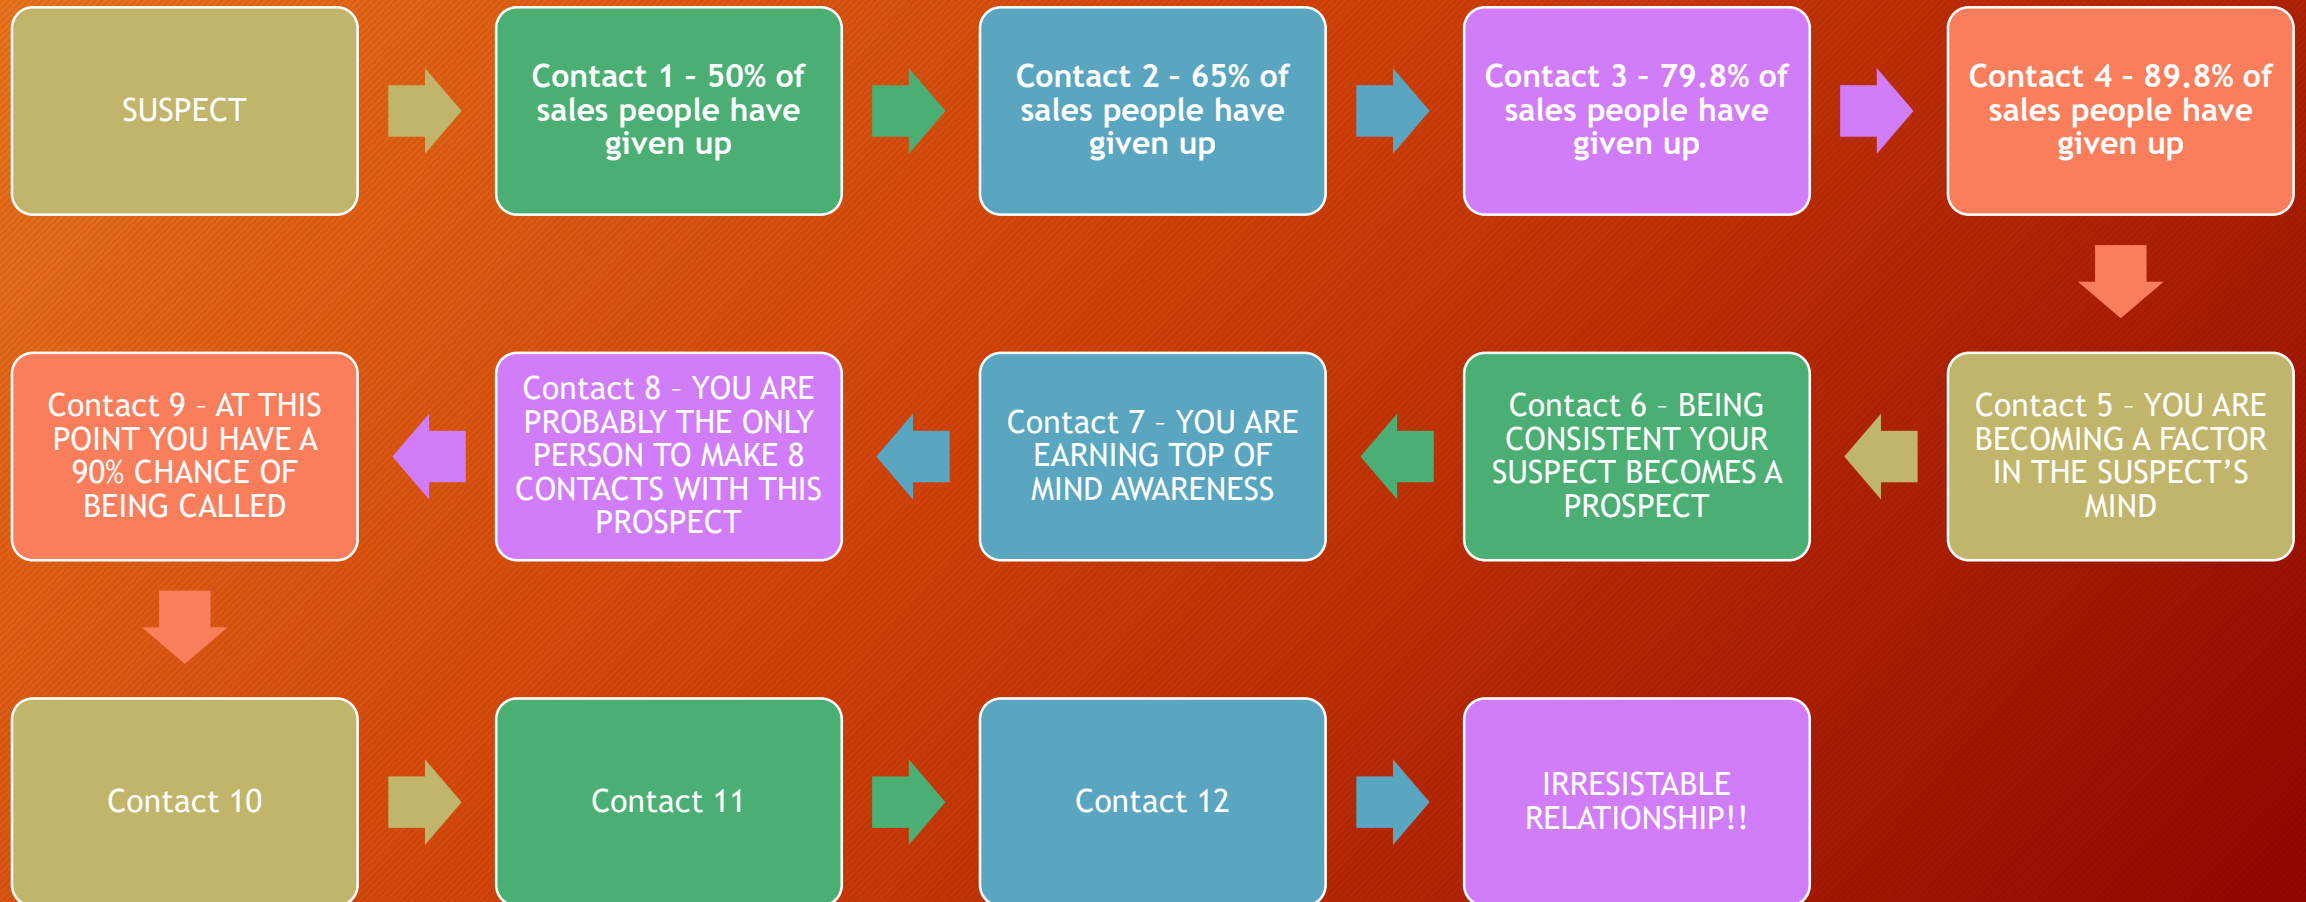 SUSPECT
Contact 1 – 50% of
sales people have
given up
Contact 2 – 65% of
sales people have
given up
Contact 3 – 79.8% of
sales people have
given up
Contact 4 – 89.8% of
sales people have
given up
Contact 5 – YOU ARE
BECOMING A FACTOR
IN THE SUSPECT’S
MIND
Contact 6 – BEING
CONSISTENT YOUR
SUSPECT BECOMES A
PROSPECT
Contact 7 – YOU ARE
EARNING TOP OF
MIND AWARENESS
Contact 8 – YOU ARE
PROBABLY THE ONLY
PERSON TO MAKE 8
CONTACTS WITH THIS
PROSPECT
Contact 9 – AT THIS
POINT YOU HAVE A
90% CHANCE OF
BEING CALLED
Contact 10
Contact 11
Contact 12
IRRESISTABLE
RELATIONSHIP!!